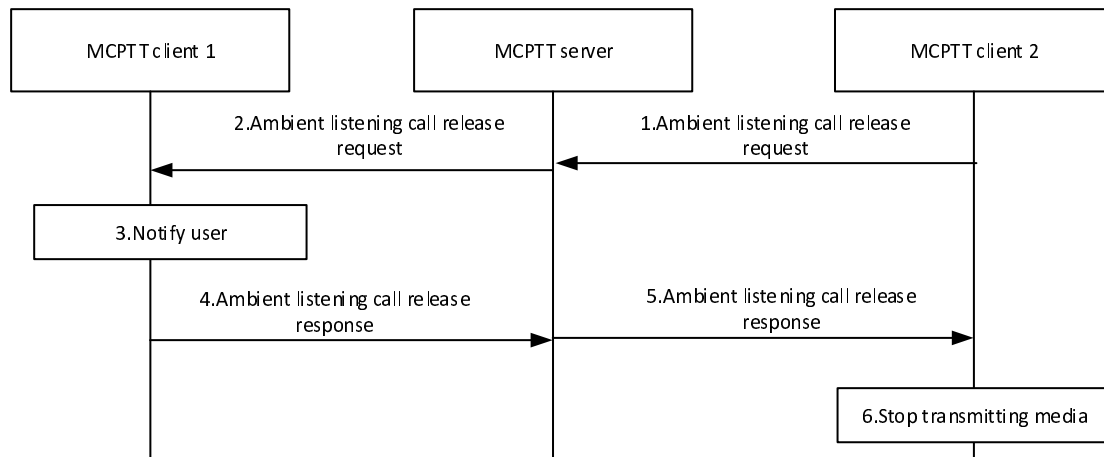 MCPTT client 1
MCPTT server
MCPTT client 2
2.Ambient listening call release
request
1.Ambient listening call release
request
3.Notify user
4.Ambient listening call release
response
5.Ambient listening call release
response
6.Stop transmitting media